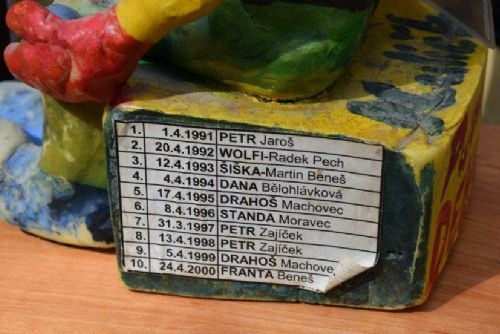 1. 1.4.1991 PETR Jaroš
2. 20.4.1992 WOLFI-Radek Pech
3. 12.4.1993 ŠIŠKA-Martin Beneš
4. 4.4.1994 DANA Bělohlávková
5. 17.4.1995 DRAHOŠ Machovec
6. 8.4.1996 STANDA Moravec
7. 31.3.1997 PETR Zajíček
8. 13.4.1998 PETR Zajíček
9. 5.4.1999 DRAHOŠ Machove
10. 24.4.2000 FRANTA Beneš